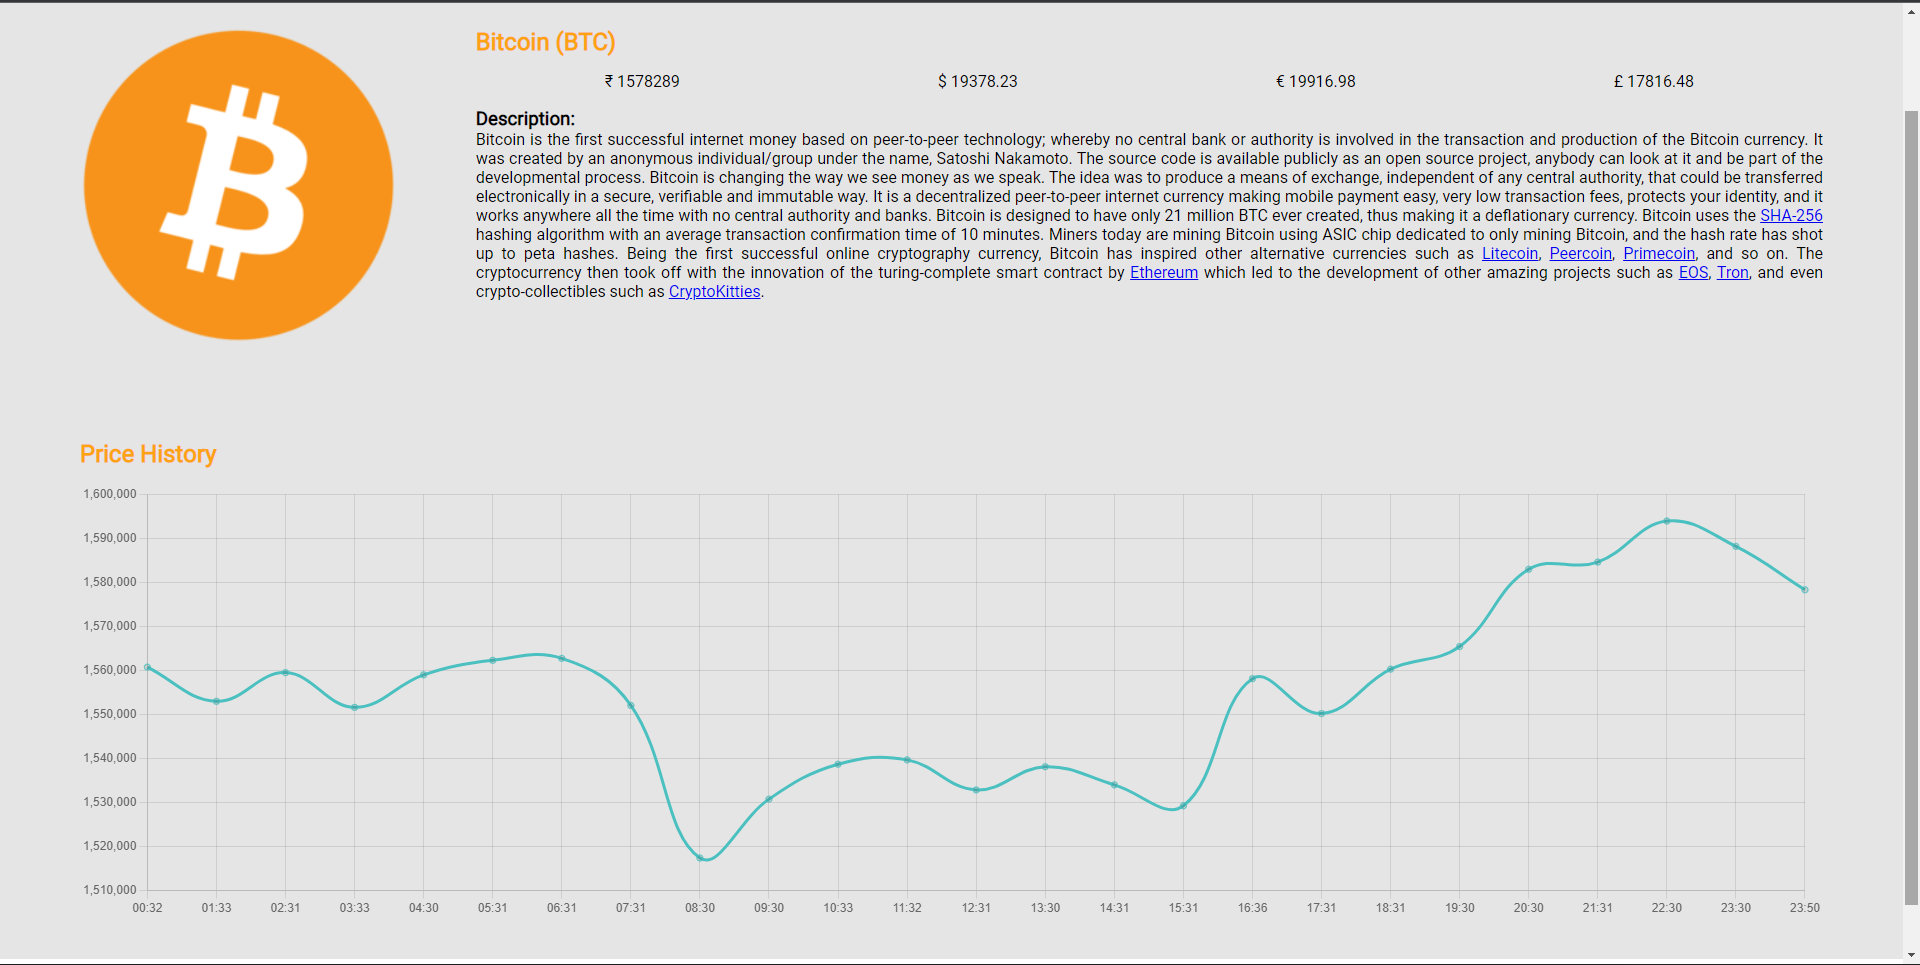 Bitcoin (BTC)
₹ 1578289 $ 19378.23 € 19916.98 £ 17816.48
Description:
Bitcoin is the first successful internet money based on peer-to-peer technology; whereby no central bank or authority is involved in the transaction and production of the Bitcoin currency. It
was created by an anonymous individual/group under the name, Satoshi Nakamoto. The source code is available publicly as an open source project, anybody can look at it and be part of the
developmental process. Bitcoin is changing the way we see money as we speak. The idea was to produce a means of exchange, independent of any central authority, that could be transferred
electronically in a secure, verifiable and immutable way. It is a decentralized peer-to-peer internet currency making mobile payment easy, very low transaction fees, protects your identity, and it
works anywhere all the time with no central authority and banks. Bitcoin is designed to have only 21 million BTC ever created, thus making it a deflationary currency. Bitcoin uses the SHA-256
hashing algorithm with an average transaction confirmation time of 10 minutes. Miners today are mining Bitcoin using ASIC chip dedicated to only mining Bitcoin, and the hash rate has shot
up to peta hashes. Being the first successful online cryptography currency, Bitcoin has inspired other alternative currencies such as Litecoin, Peercoin, Primecoin, and so on. The
cryptocurrency then took off with the innovation of the turing-complete smart contract by Ethereum which led to the development of other amazing projects such as EOS, Tron, and even
crypto-collectibles such as CryptoKitties.
Price History
1,600,000
1,590,000
1,580,000
1,570,000
1,560,000
1,550,000
1,540,000
1,530,000
1,520,000
1,510,000
00:32 01:33 02:31 03:33 04:30 05:31 06:31 07:31 08:30 09:30 10:33 11:32 12:31 13:30 14:31 15:31 16:36 17:31 18:31 19:30 20:30 21:31 22:30 23:30 23:50